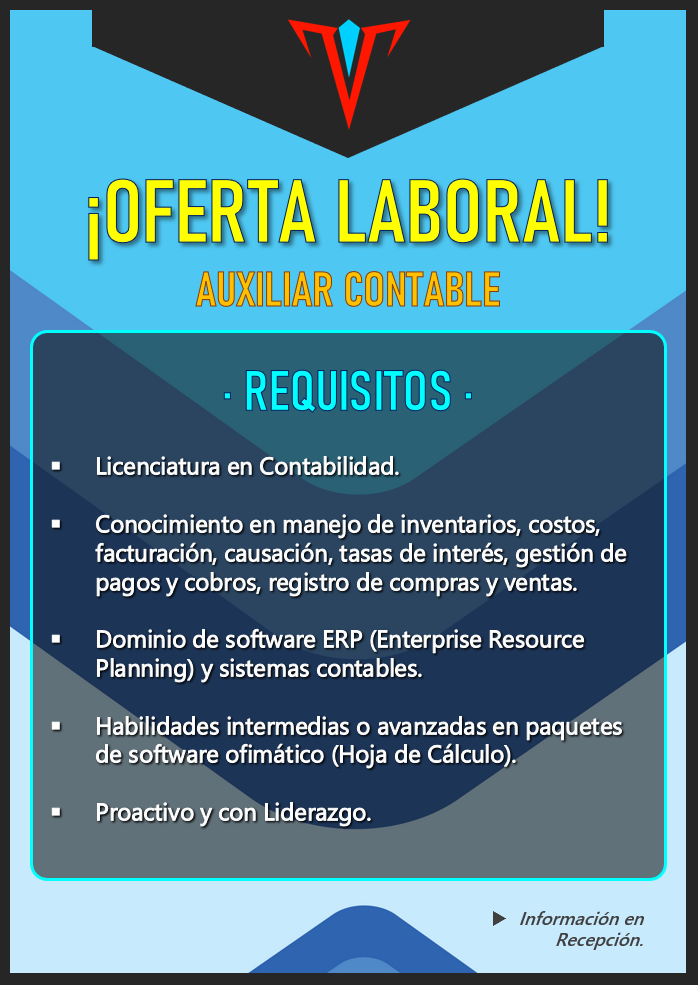 ¡OFERTA LABORAL!
AUXILIAR CONTABLE
· REQUISITOS ·
▪ Licenciatura en Contabilidad.
▪ Conocimiento en manejo de inventarios, costos,
facturación, causación, tasas de interés, gestión de
pagos y cobros, registro de compras y ventas.
▪ Dominio de software ERP (Enterprise Resource
Planning) y sistemas contables.
▪ Habilidades intermedias o avanzadas en paquetes
de software ofimático (Hoja de Cálculo).
▪ Proactivo y con Liderazgo.
► Información en
Recepción.